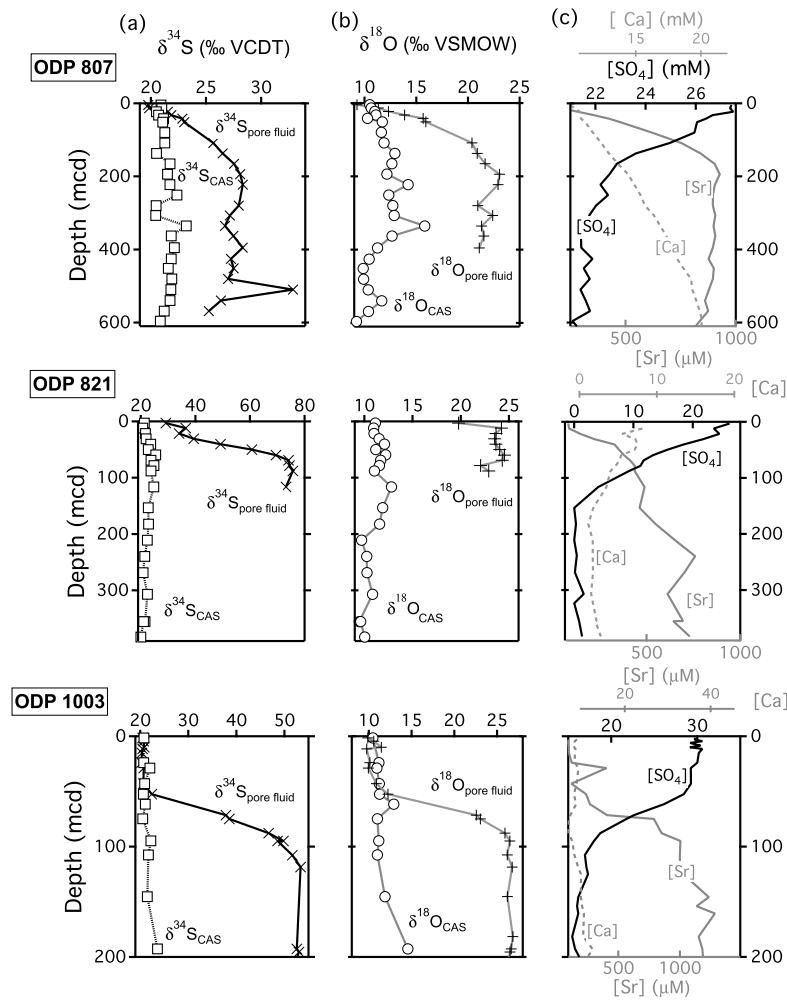 (a)
(b)
(c)
δ34S (‰ VCDT)
δ18O (‰ VSMOW)
[ Ca] (mM)
15 20
[SO4] (mM)
ODP 807
20 25 30
10 15 20 25
22 24 26
0
200
400
600
Depth (mcd)
δ34Spore fluid
δ34SCAS
δ18Opore fluid
δ18OCAS
[Sr]
[SO4]
[Ca]
0
200
400
600
500 1000
[Sr] (μM)
ODP 821
0 10 20 [Ca]
20 40 60 80
10 15 20 25
0 10 20
0
100
200
300
Depth (mcd)
δ34Spore fluid
δ34SCAS
δ18Opore fluid
δ18OCAS
[SO4]
[Ca]
[Sr]
0
100
200
300
500 1000
[Sr] (μM)
ODP 1003
20 40 [Ca]
20 30 40 50
10 15 20 25
20 30
0
100
200
Depth (mcd)
δ34Spore fluid
δ34SCAS
δ18Opore fluid
δ18OCAS
[SO4]
[Sr]
[Ca]
0
100
200
500 1000
[Sr] (μM)